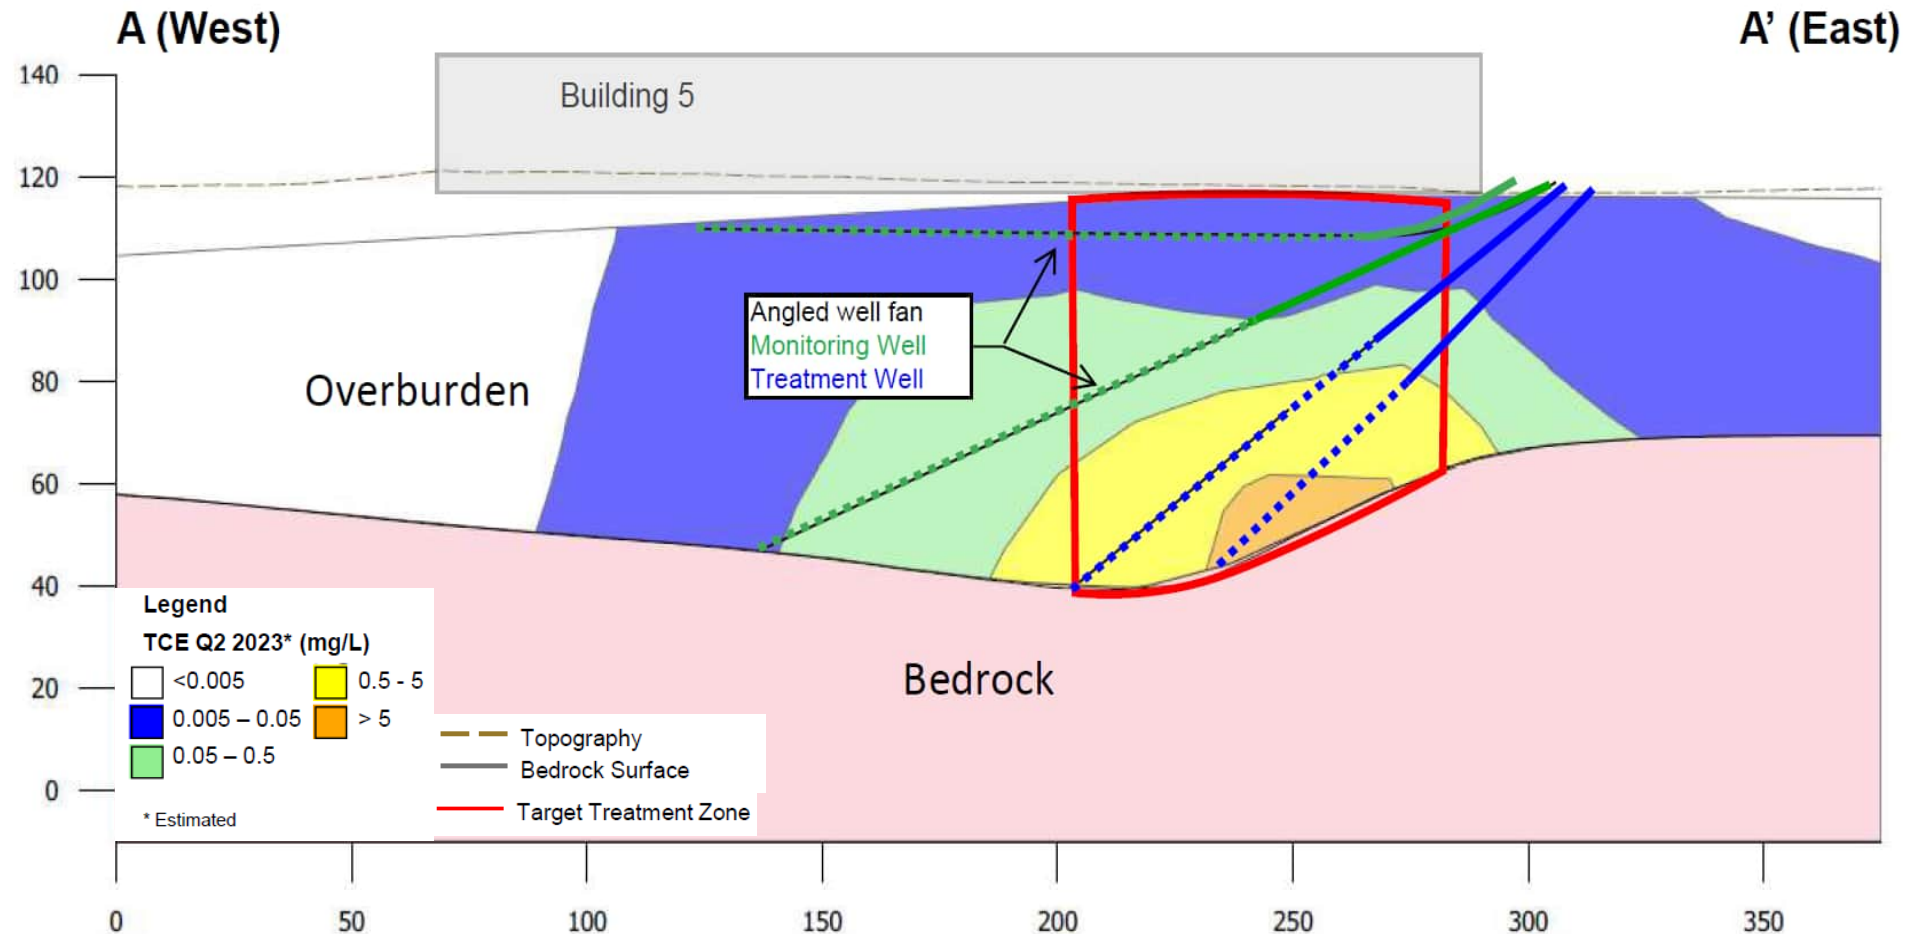 A (West)
A’ (East)
140
120
100
80
60
40
20
0
Building 5
Angled well fan
Monitoring Well
Treatment Well
Overburden
Bedrock
Legend
TCE Q2 2023* (mg/L)
<0.005
0.5 - 5
0.005 – 0.05
> 5
0.05 – 0.5
* Estimated
Topography
Bedrock Surface
Target Treatment Zone
0
50
100
150
200
250
300
350